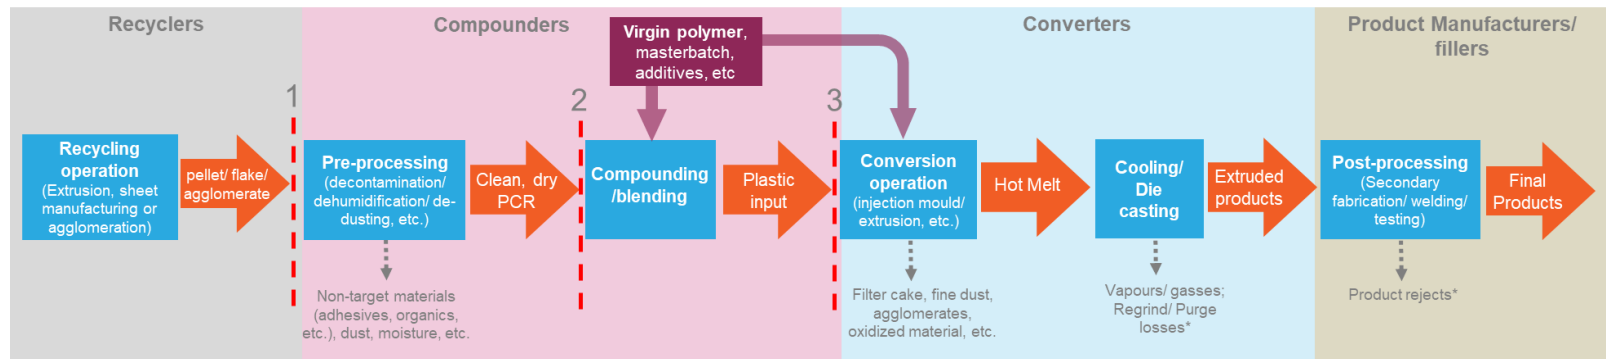 Recyclers
Compounders
Converters
Product Manufacturers/
fillers
Virgin polymer,
masterbatch,
additives, etc
1
2
3
Recycling
operation
(Extrusion, sheet
manufacturing or
agglomeration)
pellet/ flake/
agglomerate
Pre-processing
(decontamination/
dehumidification/ de-
dusting, etc.)
Clean, dry
PCR
Compounding
/blending
Plastic
input
Conversion
operation
(injection mould/
extrusion, etc.)
Hot Melt
Cooling/
Die
casting
Extruded
products
Post-processing
(Secondary
fabrication/ welding/
testing)
Final
Products
Non-target materials
(adhesives, organics,
etc.), dust, moisture, etc.
Filter cake, fine dust,
agglomerates,
oxidized material, etc.
Vapours/ gasses;
Regrind/ Purge
losses*
Product rejects*